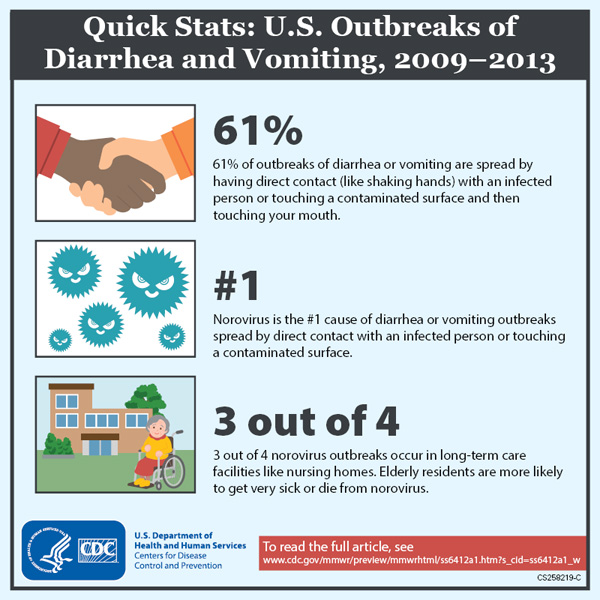 Quick Stats: U.S. Outbreaks of
Diarrhea and Vomiting, 2009–2013
61%
61% of outbreaks of diarrhea or vomiting are spread by
having direct contact (like shaking hands) with an infected
person or touching a contaminated surface and then
touching your mouth.
#1
Norovirus is the #1 cause of diarrhea or vomiting outbreaks
spread by direct contact with an infected person or touching
a contaminated surface.
3 out of 4
3 out of 4 norovirus outbreaks occur in long-term care
facilities like nursing homes. Elderly residents are more likely
to get very sick or die from norovirus.
CDC
U.S. Department of
Health and Human Services
Centers for Disease
Control and Prevention
To read the full article, see
www.cdc.gov/mmwr/preview/mmwrhtml/ss6412a1.htm?s_cid=ss6412a1_w
CS258219-C